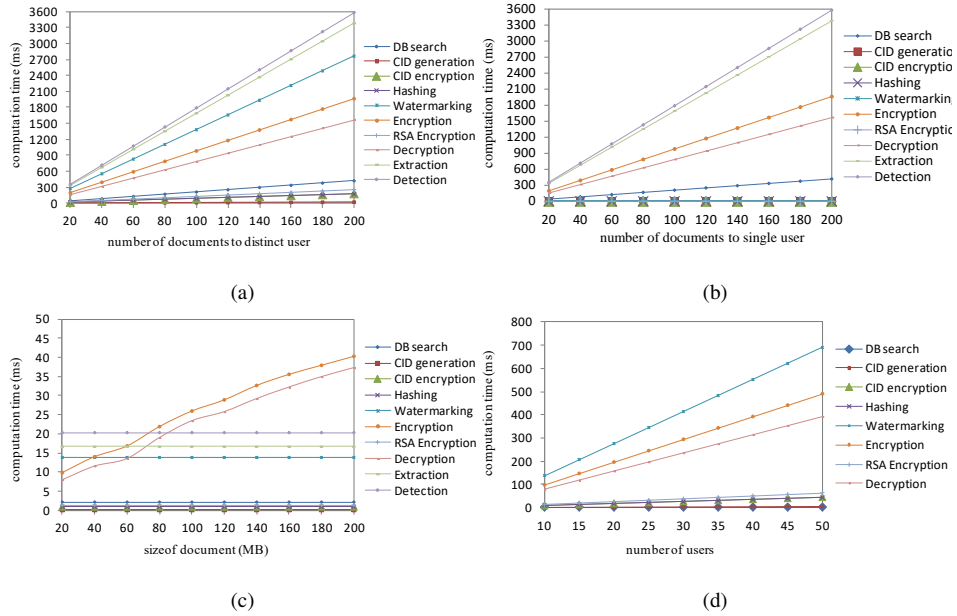 3600
3300
3000
2700
2400
2100
1800
1500
1200
900
600
300
0
computation time (ms)
20 40 60 80 100 120 140 160 180 200
number of documents to distinct user
DB search
CID generation
CID encryption
Hashing
Watermarking
Encryption
RSA Encryption
Decryption
Extraction
Detection
(a)
3600
3300
3000
2700
2400
2100
1800
1500
1200
900
600
300
0
computation time (ms)
20 40 60 80 100 120 140 160 180 200
number of documents to single user
DB search
CID generatio
CID encryptio
Hashing
Watermarkin
Encryption
RSA Encryptio
Decryption
Extraction
Detection
(b)
50
45
40
35
30
25
20
15
10
5
0
computation time (ms)
20 40 60 80 100 120 140 160 180 200
sizeof document (MB)
DB search
CID generation
CID encryption
Hashing
Watermarking
Encryption
RSA Encryption
Decryption
Extraction
Detection
(c)
800
700
600
500
400
300
200
100
0
computation time (ms)
10 15 20 25 30 35 40 45 50
number of users
DB search
CID generation
CID encryption
Hashing
Watermarking
Encryption
RSA Encryption
Decryption
(d)